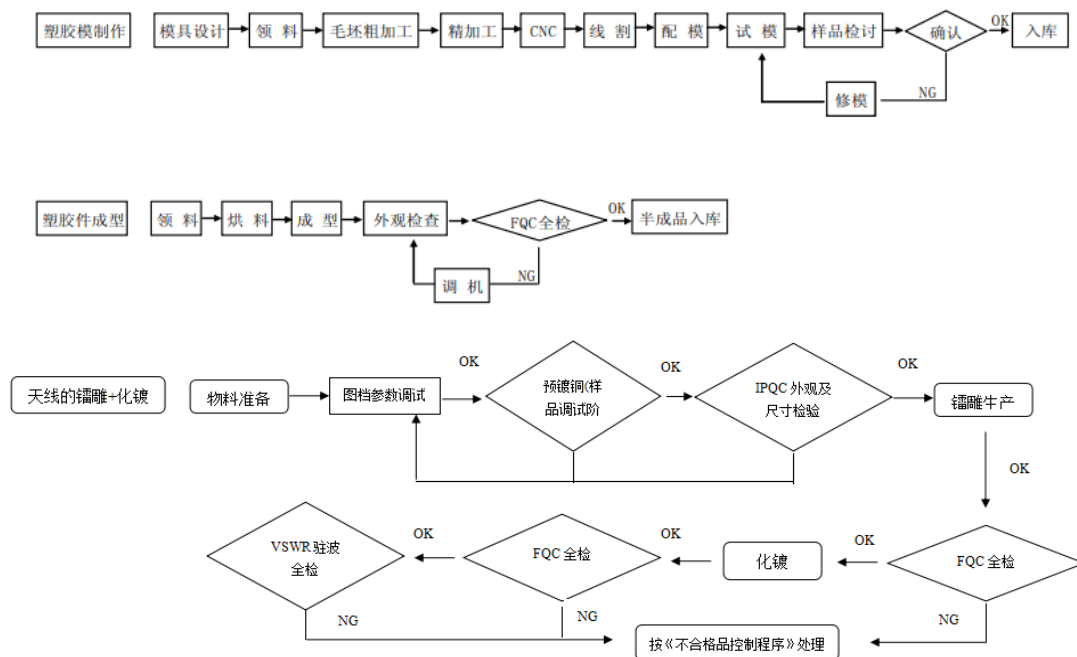 塑胶模制作
模具设计
领 料
毛坯粗加工
精加工
CNC
线 割
配 模
试 模
样品检讨
确认
OK
入库
NG
修模
塑胶件成型
领 料
烘 料
成 型
外观检查
FQC全检
OK
半成品入库
NG
调 机
天线的镭雕+化镀
物料准备
图档参数调试
OK
预镀铜(样
品调试阶
OK
IPQC 外观及
尺寸检验
OK
镭雕生产
OK
VSWR 驻波
全检
OK
FQC 全检
OK
化镀
OK
FQC 全检
NG
NG
NG
按《不合格品控制程序》处理